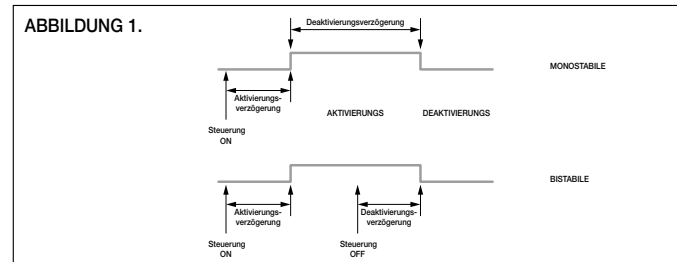 ABBILDUNG 1.
Deaktivierungsverzögerung
MONOSTABILE
Aktivierungs-
verzögerung
AKTIVIERUNGS
DEAKTIVIERUNGS
Steuerung
ON
BISTABILE
Aktivierungs-
verzögerung
Deaktivierungs-
verzögerung
Steuerung
ON
Steuerung
OFF